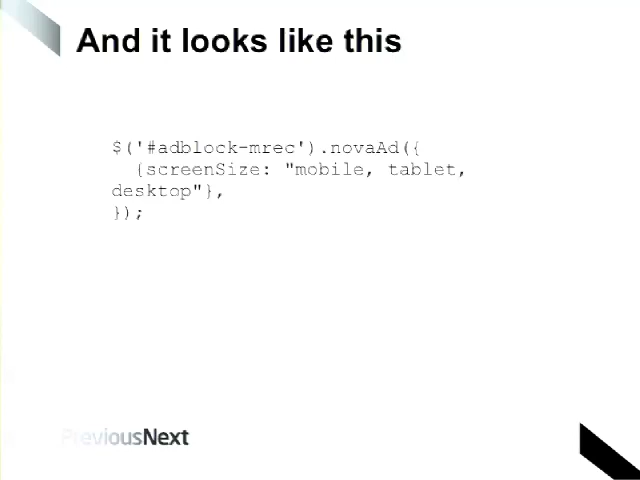 And it looks like this
$('#adblock-mrec').novaAd({
{screenSize: "mobile, tablet,
desktop"},
});
PreviousNext